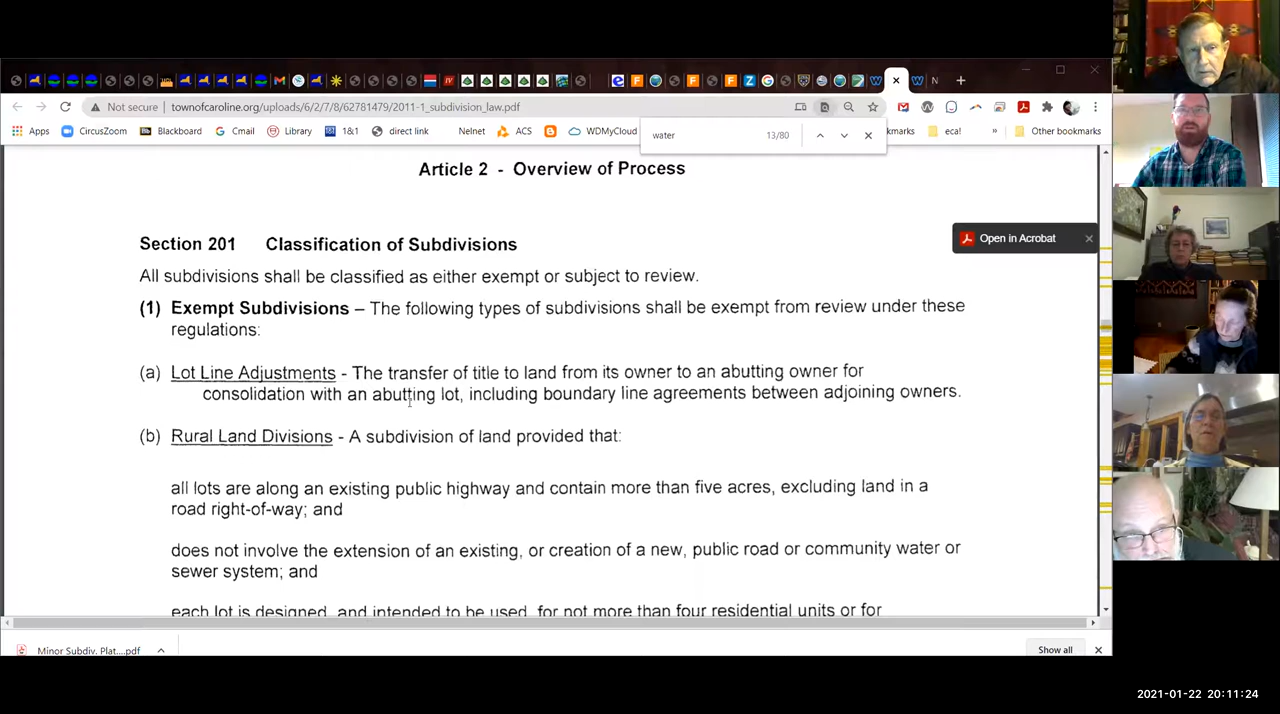 Not secure | townofcaroline.org/uploads/6/2/7/8/62781479/2011-1_subdivision_law.pdf
Apps CircusZoom Blackboard Gmail Library 1&1 direct link Nelnet ACS WDMyCloud kmarks eca! » Other bookmarks
water 13/80
Article 2 - Overview of Process
Open in Acrobat
Section 201 Classification of Subdivisions
All subdivisions shall be classified as either exempt or subject to review.
(1) Exempt Subdivisions – The following types of subdivisions shall be exempt from review under these
regulations:
(a) Lot Line Adjustments - The transfer of title to land from its owner to an abutting owner for
consolidation with an abutting lot, including boundary line agreements between adjoining owners.
(b) Rural Land Divisions - A subdivision of land provided that:
all lots are along an existing public highway and contain more than five acres, excluding land in a
road right-of-way; and
does not involve the extension of an existing, or creation of a new, public road or community water or
sewer system; and
each lot is designed, and intended to be used, for not more than four residential units or for
Minor Subdiv. Plat....pdf
Show all
2021-01-22 20:11:24